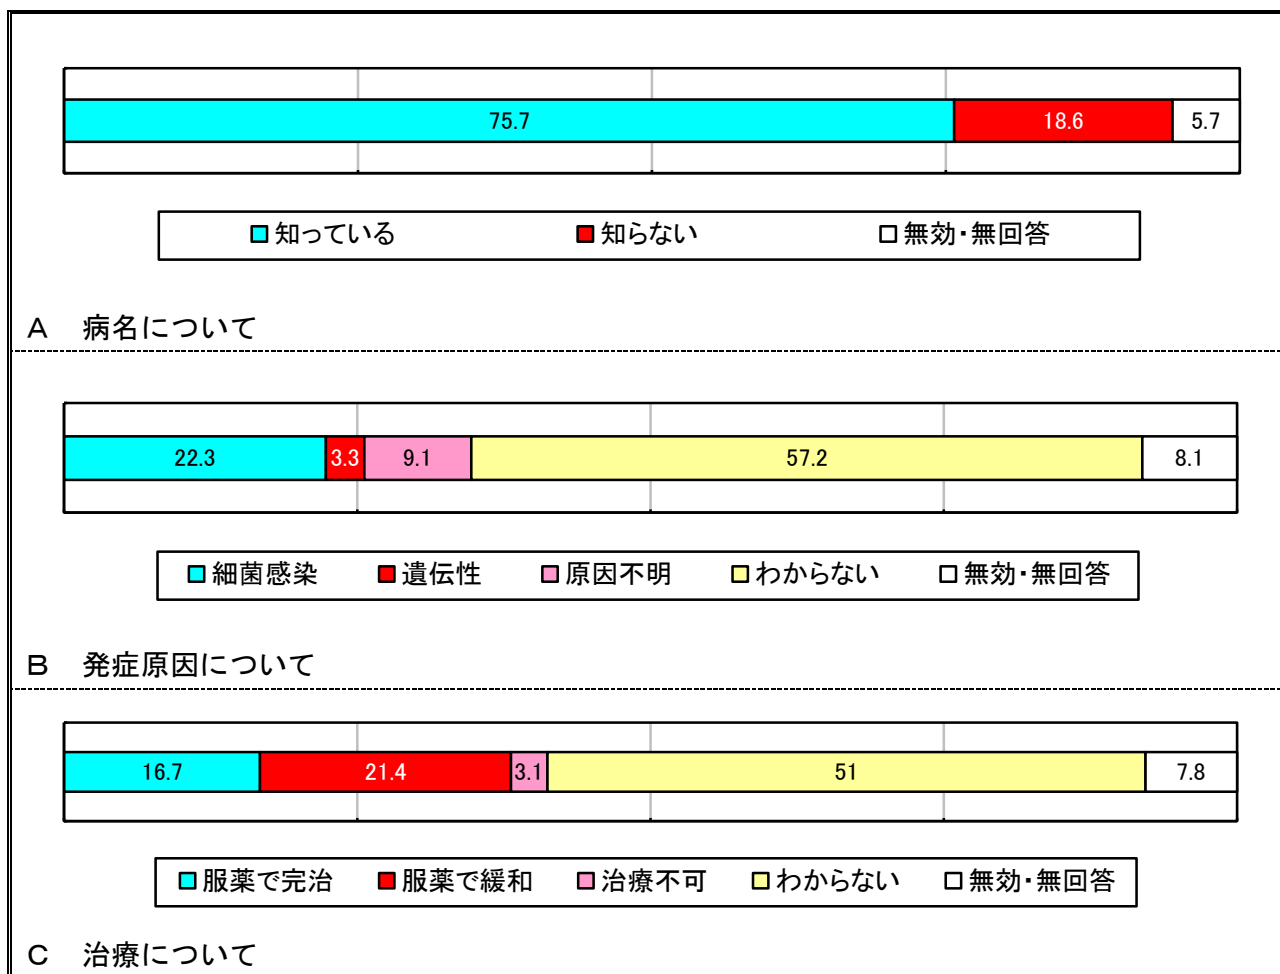 75.7 18.6 5.7
知っている 知らない 無効・無回答
A 病名について
22.3 3.3 9.1 57.2 8.1
細菌感染 遺伝性 原因不明 わからない 無効・無回答
B 発症原因について
16.7 21.4 3.1 51 7.8
服薬で完治 服薬で緩和 治療不可 わからない 無効・無回答
C 治療について